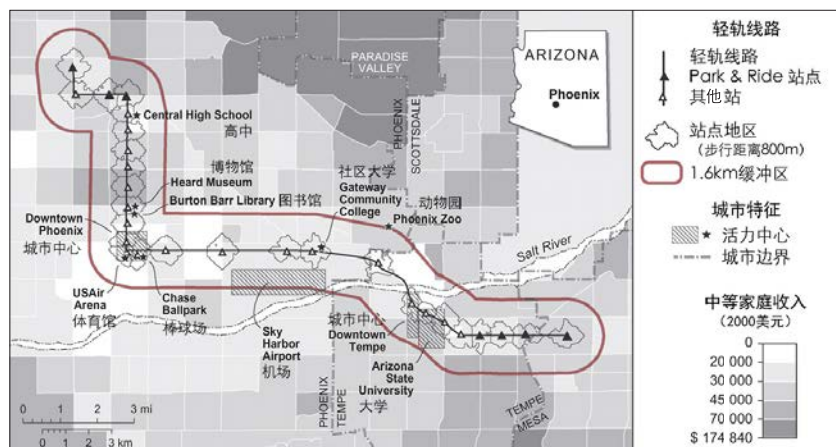 PARADISE
VALLEY
ARIZONA
Phoenix
PHOENIX
SCOTTSDALE
Central High School
高中
博物馆
Heard Museum
Burton Barr Library 图书馆
社区大学
Gateway
Community
College
动物园
Phoenix Zoo
Downtown
Phoenix
城市中心
Salt River
USAir
Arena
体育馆
Chase
Ballpark
棒球场
Sky
Harbor
Airport
机场
城市中心
Downtown
Tempe
Arizona
State
University
大学
PHOENIX
TEMPE
TEMPE
MESA
0 3 mi
0 3 km
轻轨线路
轻轨线路
Park & Ride 站点
其他站
站点地区
(步行距离800m)
1.6km缓冲区
城市特征
活力中心
城市边界
中等家庭收入
(2000美元)
0
20 000
30 000
45 000
70 000
$ 174 840